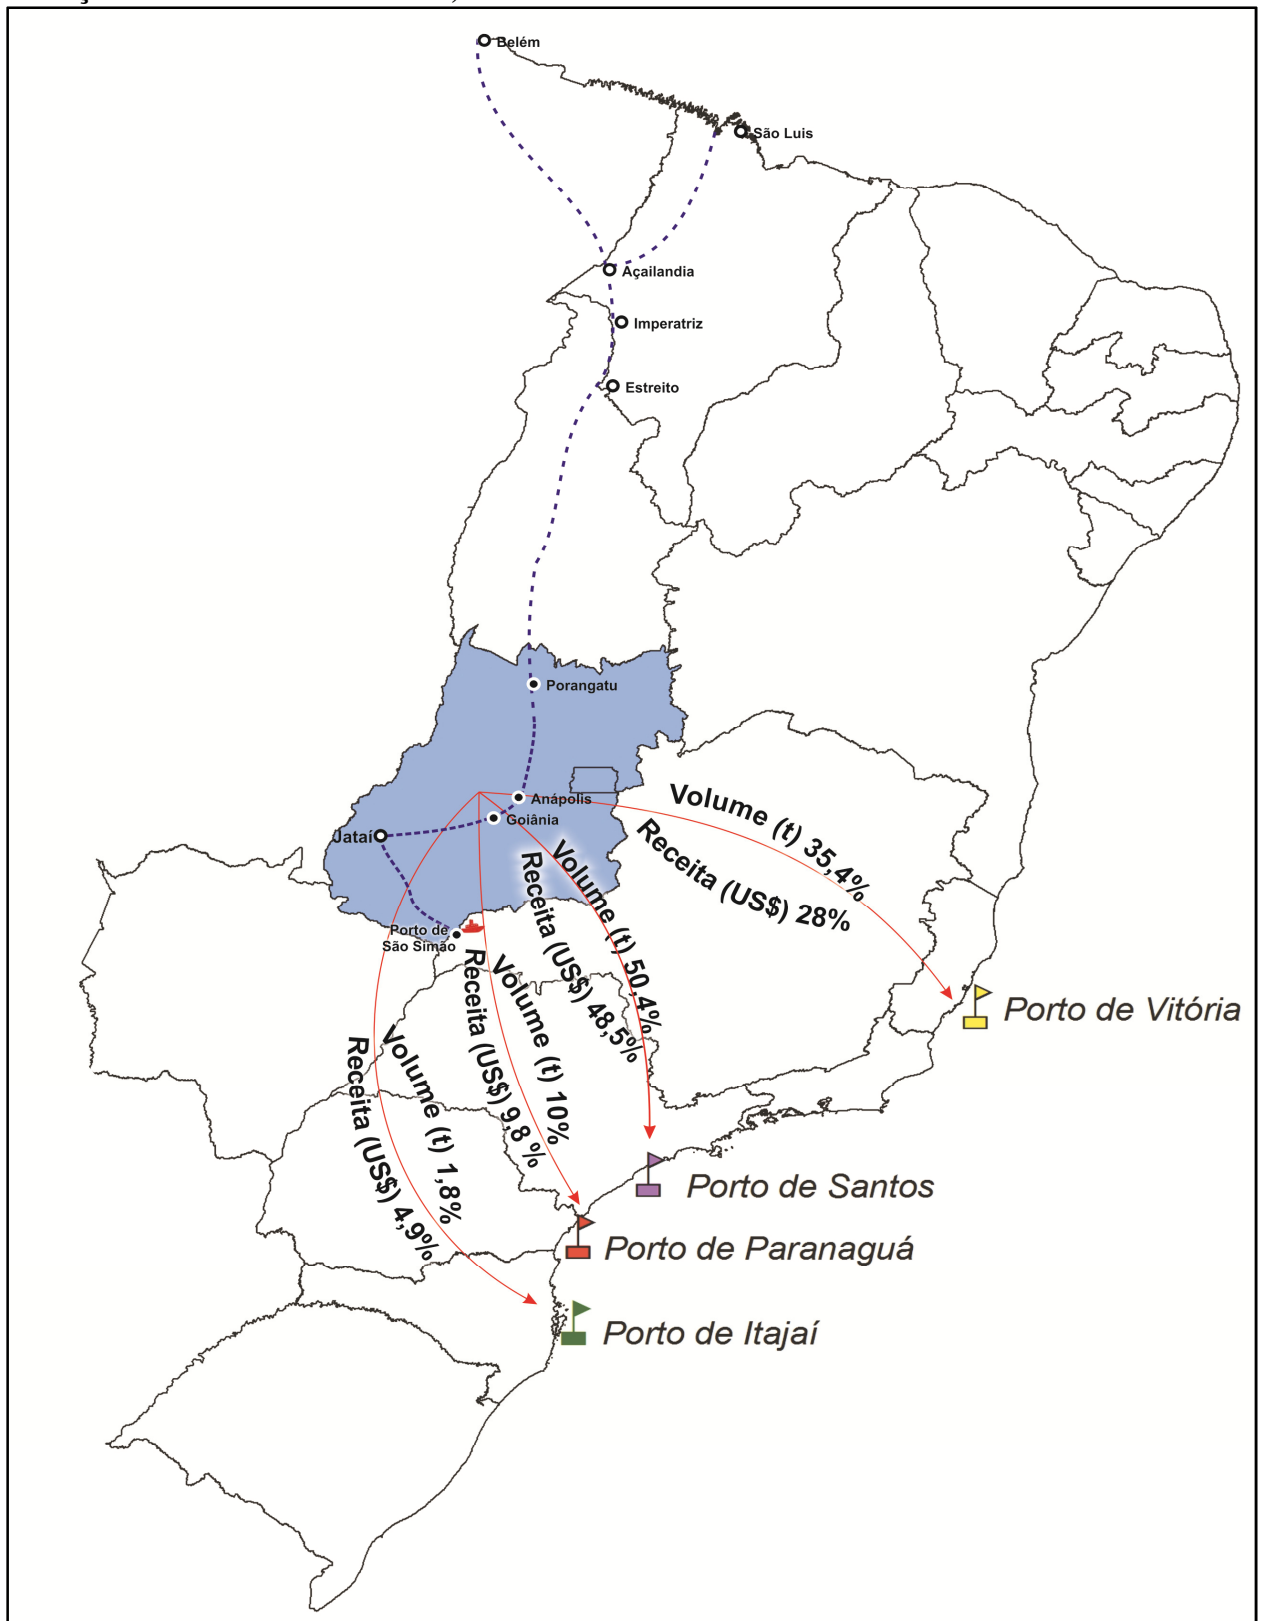 Belém
São Luis
Açailandia
Imperatriz
Estreito
Porangatu
Anápolis
Goiânia
Jataí
Porto de
São Simão
Volume (t) 35,4%
Receita (US$) 28%
Volume (t) 50,4%
Receita (US$) 48,5%
Volume (t) 10%
Receita (US$) 9,8 %
Volume (t) 1,8%
Receita (US$) 4,9%
Porto de Vitória
Porto de Santos
Porto de Paranaguá
Porto de Itajaí